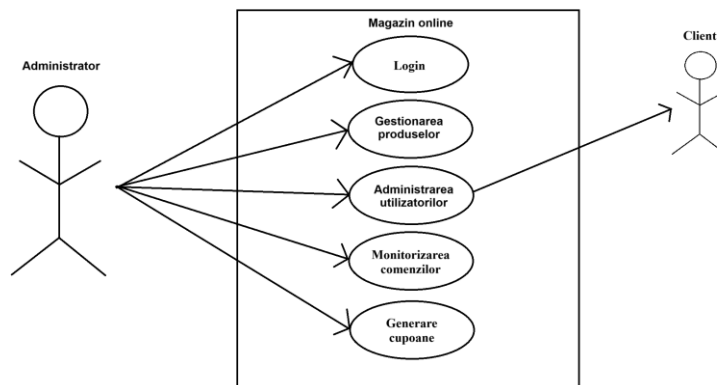 Magazin online
Client
Administrator
Login
Gestionarea
produselor
Administrarea
utilizatorilor
Monitorizarea
comenzilor
Generare
cupoane